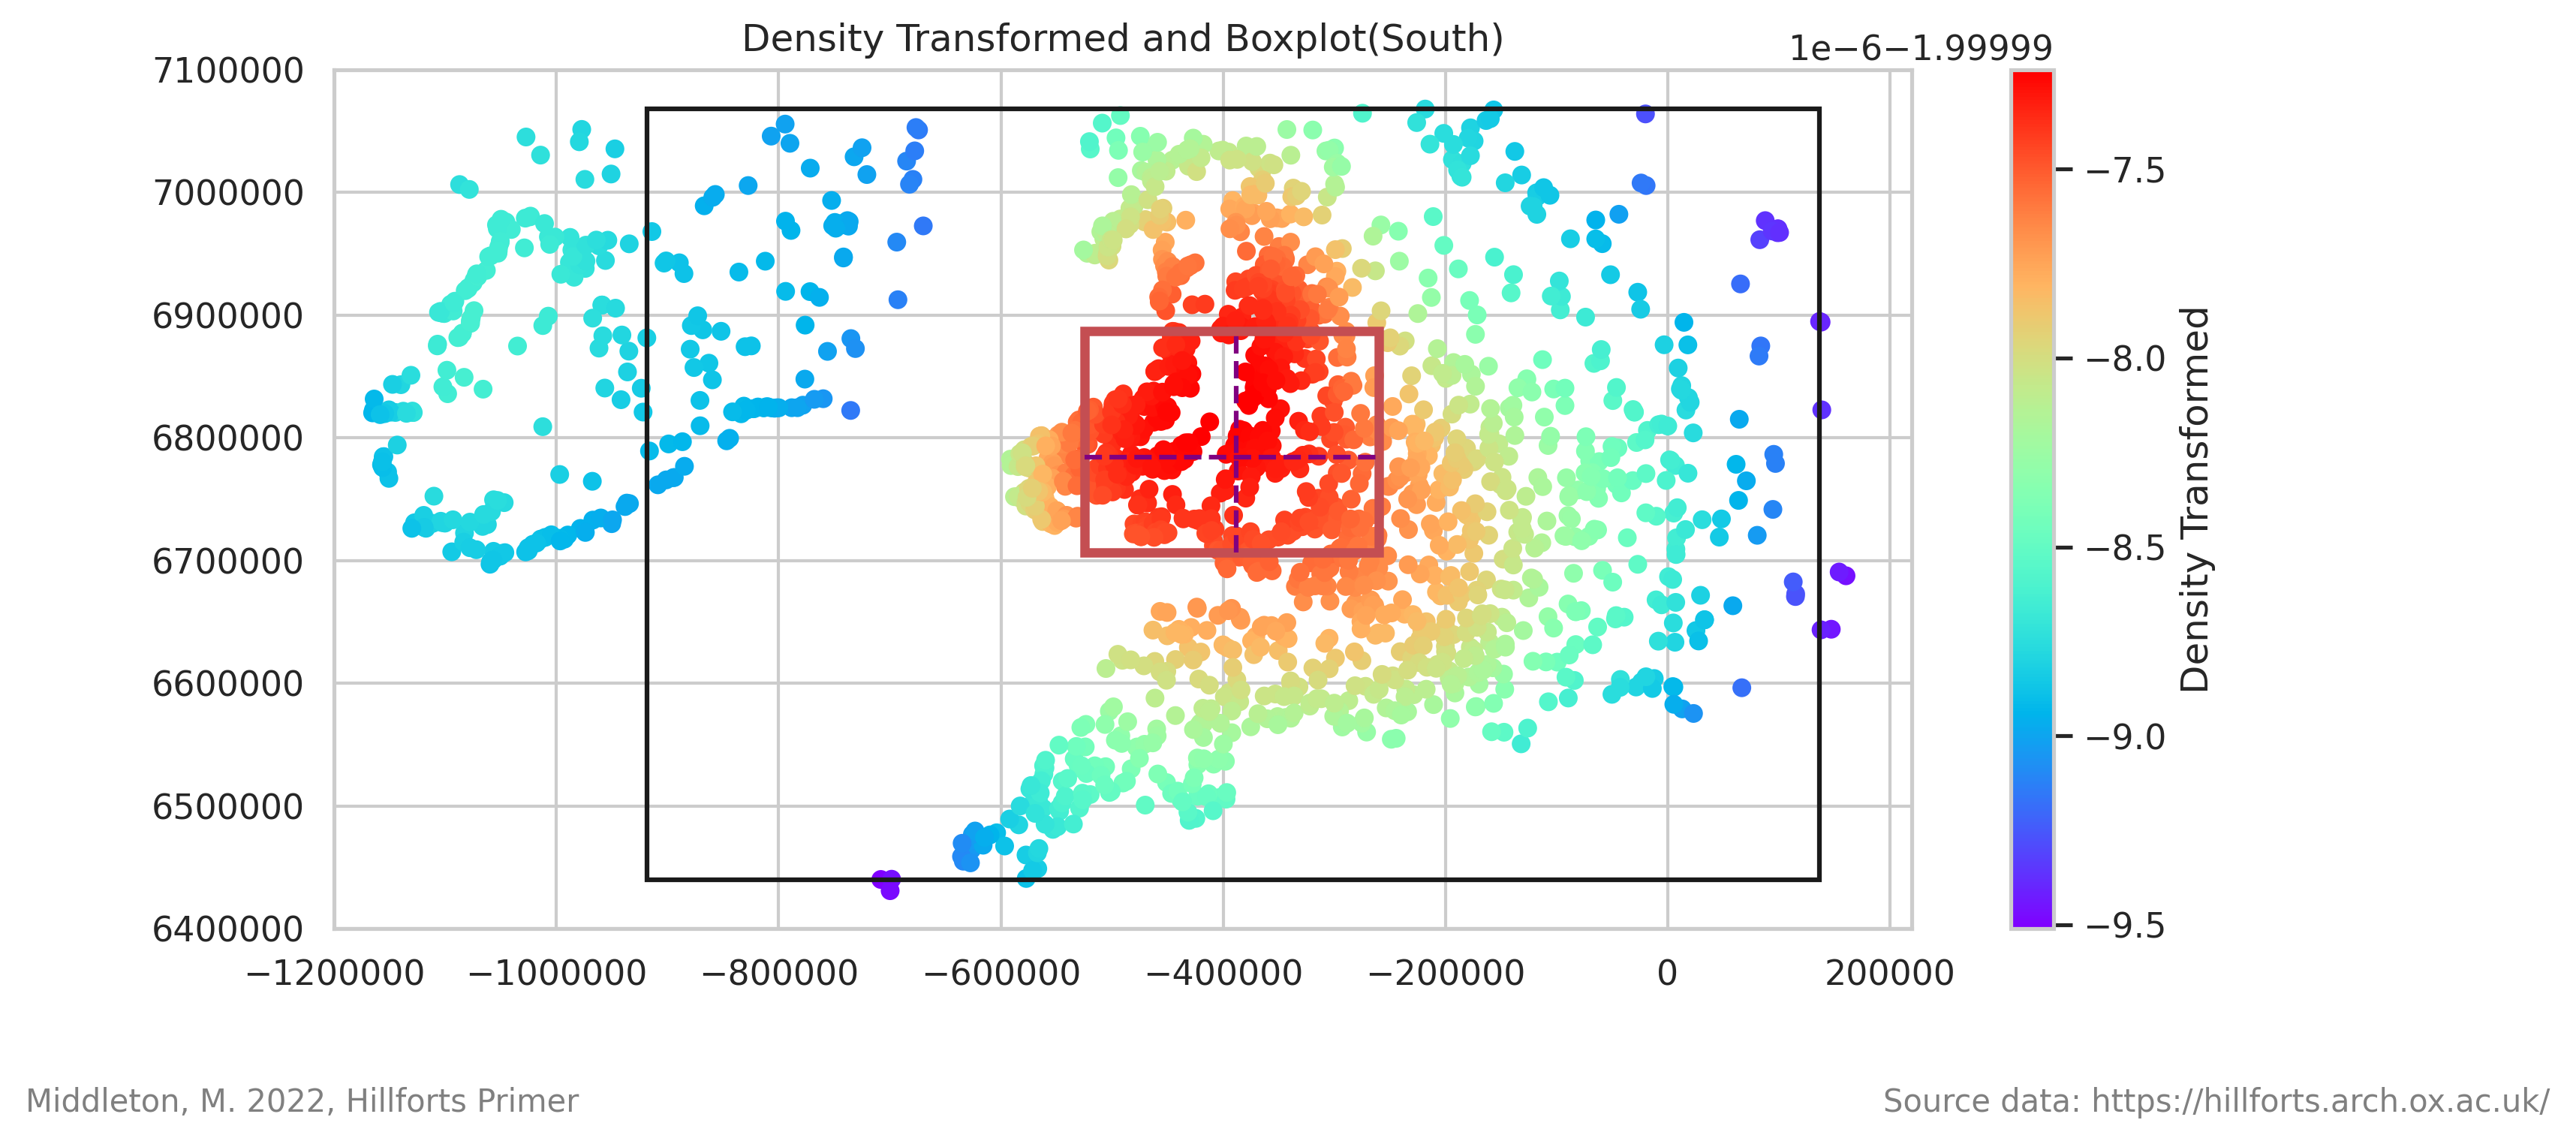 Density Transformed and Boxplot(South)
1e−6−1.99999
7100000
7000000
6900000
6800000
6700000
6600000
6500000
6400000
−1200000 −1000000 −800000 −600000 −400000 −200000 0 200000
−7.5
−8.0
−8.5
−9.0
−9.5
Density Transformed
Middleton, M. 2022, Hillforts Primer
Source data: https://hillforts.arch.ox.ac.uk/